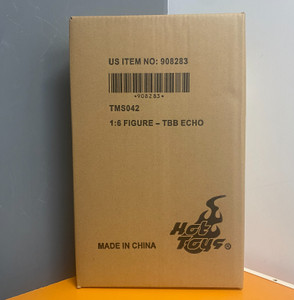 US ITEM NO: 908283
*908283*
TMS042
1:6 FIGURE – TBB ECHO
Hot
Toys®
MADE IN CHINA